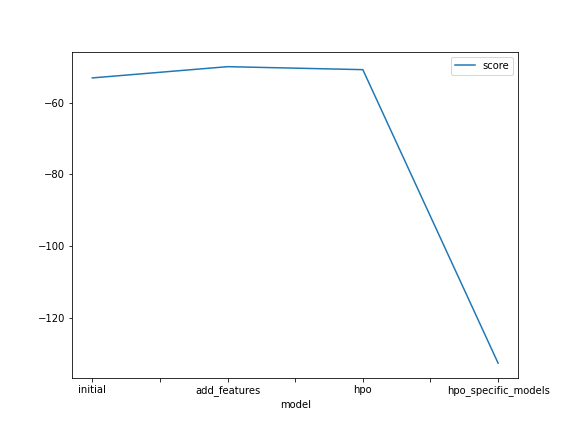 score
−60
−80
−100
−120
initial
add_features
hpo
hpo_specific_models
model